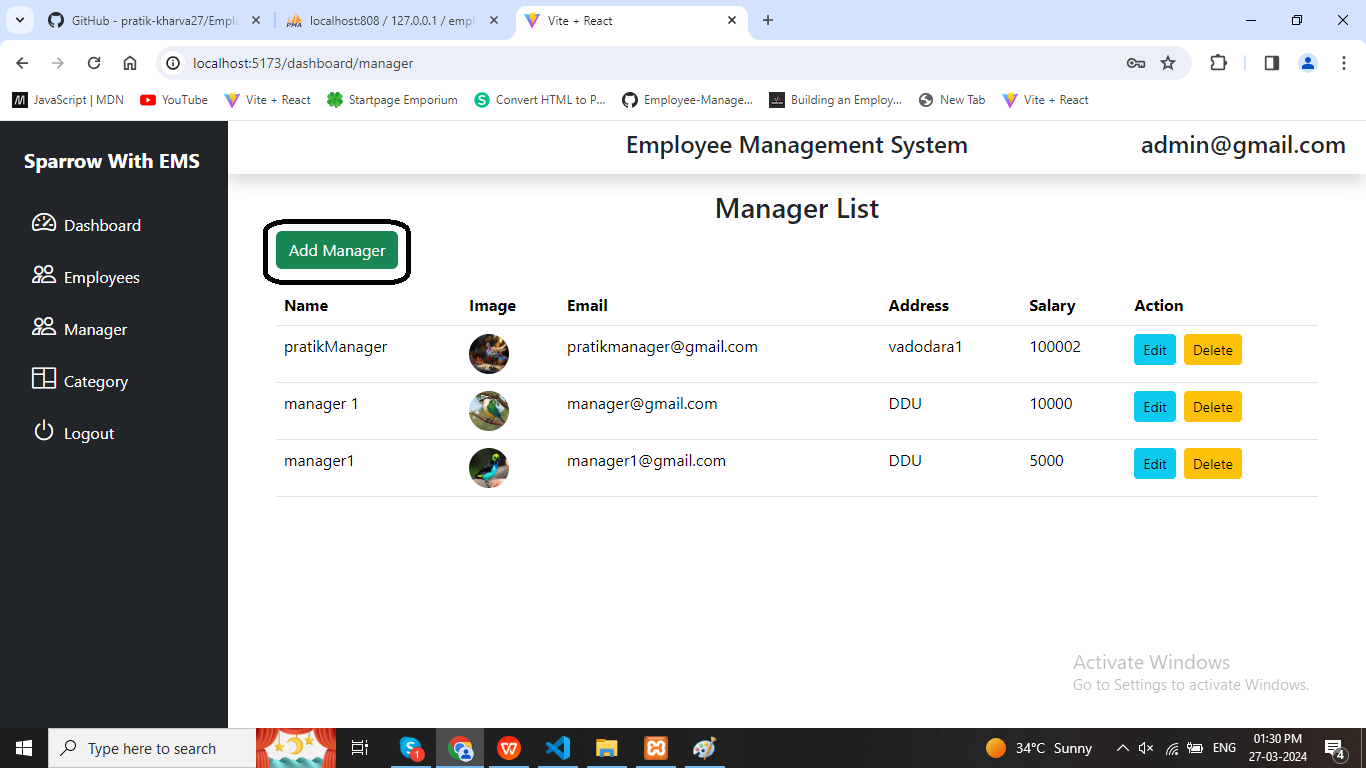 GitHub - pratik-kharva27/Emplo
localhost:808 / 127.0.0.1 / empl
Vite + React
localhost:5173/dashboard/manager
JavaScript | MDN
YouTube
Vite + React
Startpage Emporium
Convert HTML to P...
Employee-Manage...
Building an Employ...
New Tab
Vite + React
Sparrow With EMS
Employee Management System
admin@gmail.com
Dashboard
Employees
Manager
Category
Logout
Manager List
Add Manager
Name Image Email Address Salary Action
pratikManager pratikmanager@gmail.com vadodara1 100002 Edit Delete
manager 1 manager@gmail.com DDU 10000 Edit Delete
manager1 manager1@gmail.com DDU 5000 Edit Delete
Activate Windows
Go to Settings to activate Windows.
Type here to search
34°C Sunny
ENG
01:30 PM
27-03-2024
4